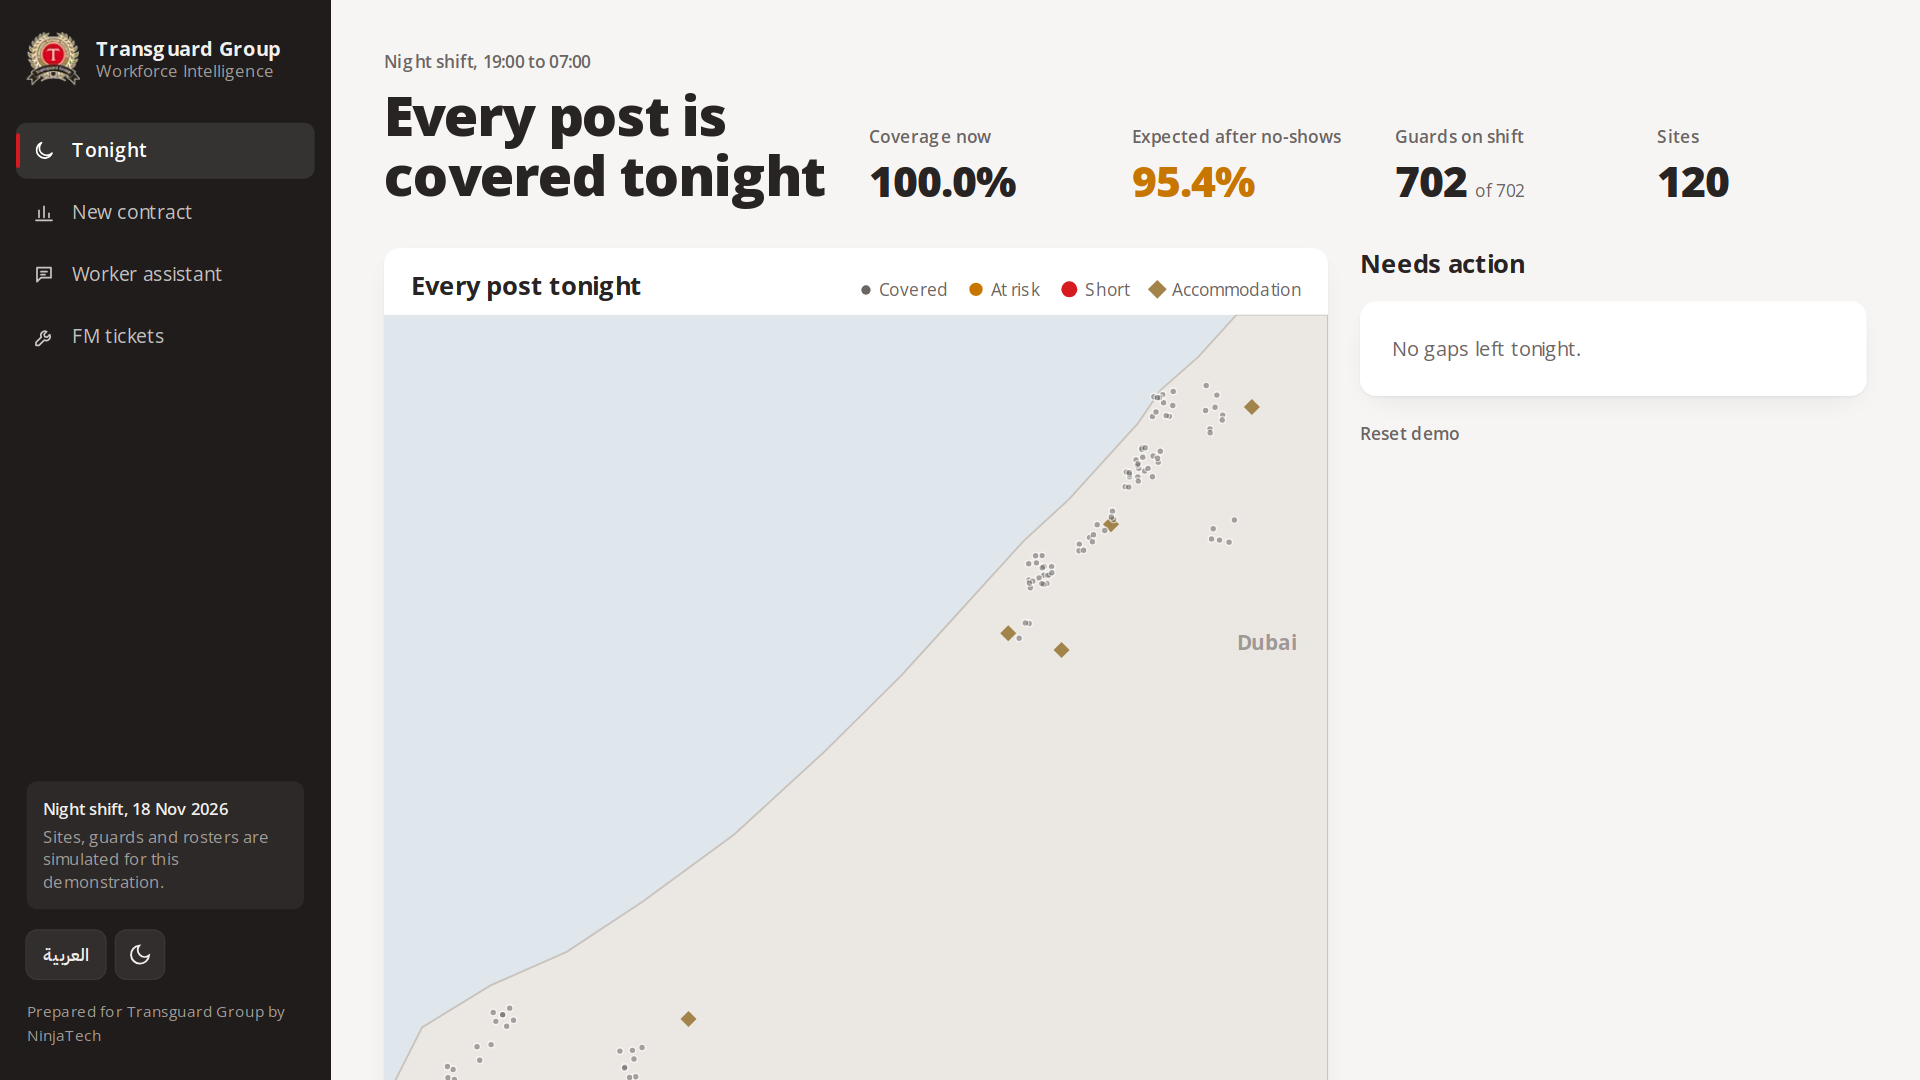 Transguard Group
Workforce Intelligence
Tonight
New contract
Worker assistant
FM tickets
Night shift, 18 Nov 2026
Sites, guards and rosters are
simulated for this
demonstration.
العربية
Prepared for Transguard Group by
NinjaTech
Night shift, 19:00 to 07:00
Every post is
covered tonight
Coverage now
100.0%
Expected after no-shows
95.4%
Guards on shift
702 of 702
Sites
120
Every post tonight
Covered
At risk
Short
Accommodation
Dubai
Needs action
No gaps left tonight.
Reset demo